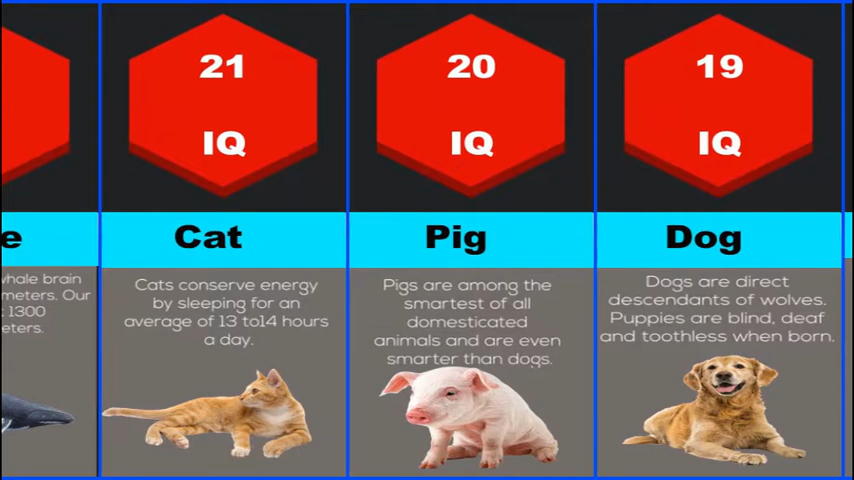 21
IQ
20
IQ
19
IQ
e
Cat
Pig
Dog
whale brain
meters. Our
1300
eters.
Cats conserve energy
by sleeping for an
average of 13 to14 hours
a day.
Pigs are among the
smartest of all
domesticated
animals and are even
smarter than dogs.
Dogs are direct
descendants of wolves.
Puppies are blind, deaf
and toothless when born.